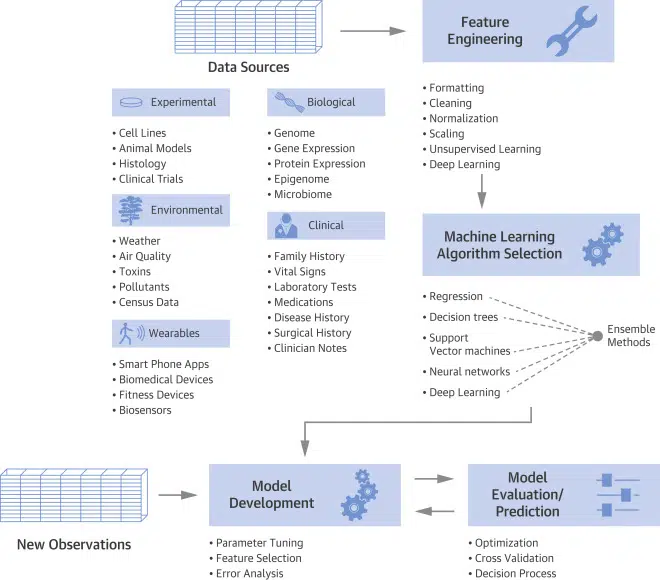 Data Sources
Feature
Engineering
Experimental
• Cell Lines
• Animal Models
• Histology
• Clinical Trials
Environmental
• Weather
• Air Quality
• Toxins
• Pollutants
• Census Data
Wearables
• Smart Phone Apps
• Biomedical Devices
• Fitness Devices
• Biosensors
Biological
• Genome
• Gene Expression
• Protein Expression
• Epigenome
• Microbiome
Clinical
• Family History
• Vital Signs
• Laboratory Tests
• Medications
• Disease History
• Surgical History
• Clinician Notes
• Formatting
• Cleaning
• Normalization
• Scaling
• Unsupervised Learning
• Deep Learning
Machine Learning
Algorithm Selection
• Regression
• Decision trees
• Support
Vector machines
• Neural networks
• Deep Learning
Ensemble
Methods
New Observations
Model
Development
• Parameter Tuning
• Feature Selection
• Error Analysis
Model
Evaluation/
Prediction
• Optimization
• Cross Validation
• Decision Process